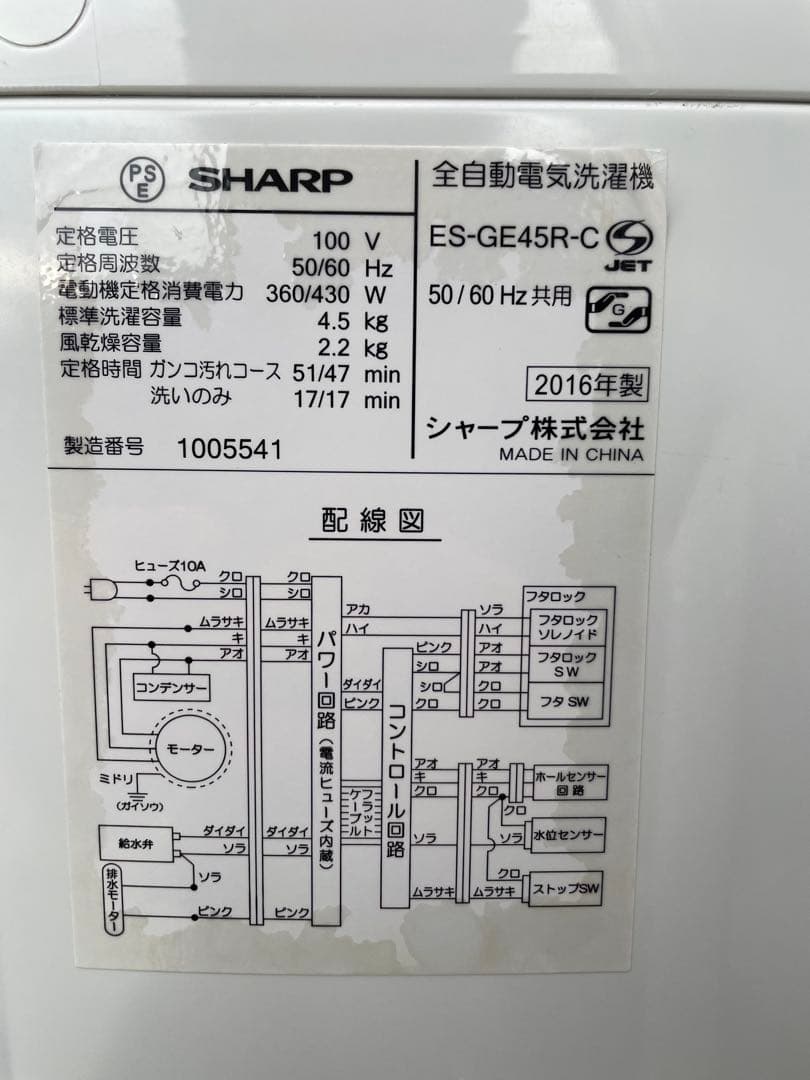 PSE SHARP
定格電圧 100 V
定格周波数 50/60 Hz
電動機定格消費電力 360/430 W
標準洗濯容量 4.5 kg
風乾燥容量 2.2 kg
定格時間 ガンコ汚れコース 51/47 min
洗いのみ 17/17 min
製造番号 1005541
全自動電気洗濯機
ES-GE45R-C S JET
50/60 Hz 共用 G
2016年製
シャープ株式会社
MADE IN CHINA
配線図
ヒューズ10A
クロ クロ
シロ シロ
ムラサキ ムラサキ
キ キ
アオ アオ
コンデンサー
モーター
ミドリ
(ガイソウ)
給水弁
ダイダイ ダイダイ
ソラ ソラ
ソラ
排水モーター
ピンク ピンク
パワー回路(電流ヒューズ内蔵)
アカ
ハイ
ダイダイ
ピンク
フラット
ケーブル
コントロール回路
ピンク
シロ
シロ
クロ
ソラ
ハイ
アオ
アオ
クロ
クロ
フタロック
フタロック
ソレノイド
フタロック
SW
フタ SW
アオ アオ
キ キ
クロ クロ
ホールセンサー
回路
クロ
ソラ ソラ
水位センサー
クロ
ムラサキ ムラサキ
ストップSW